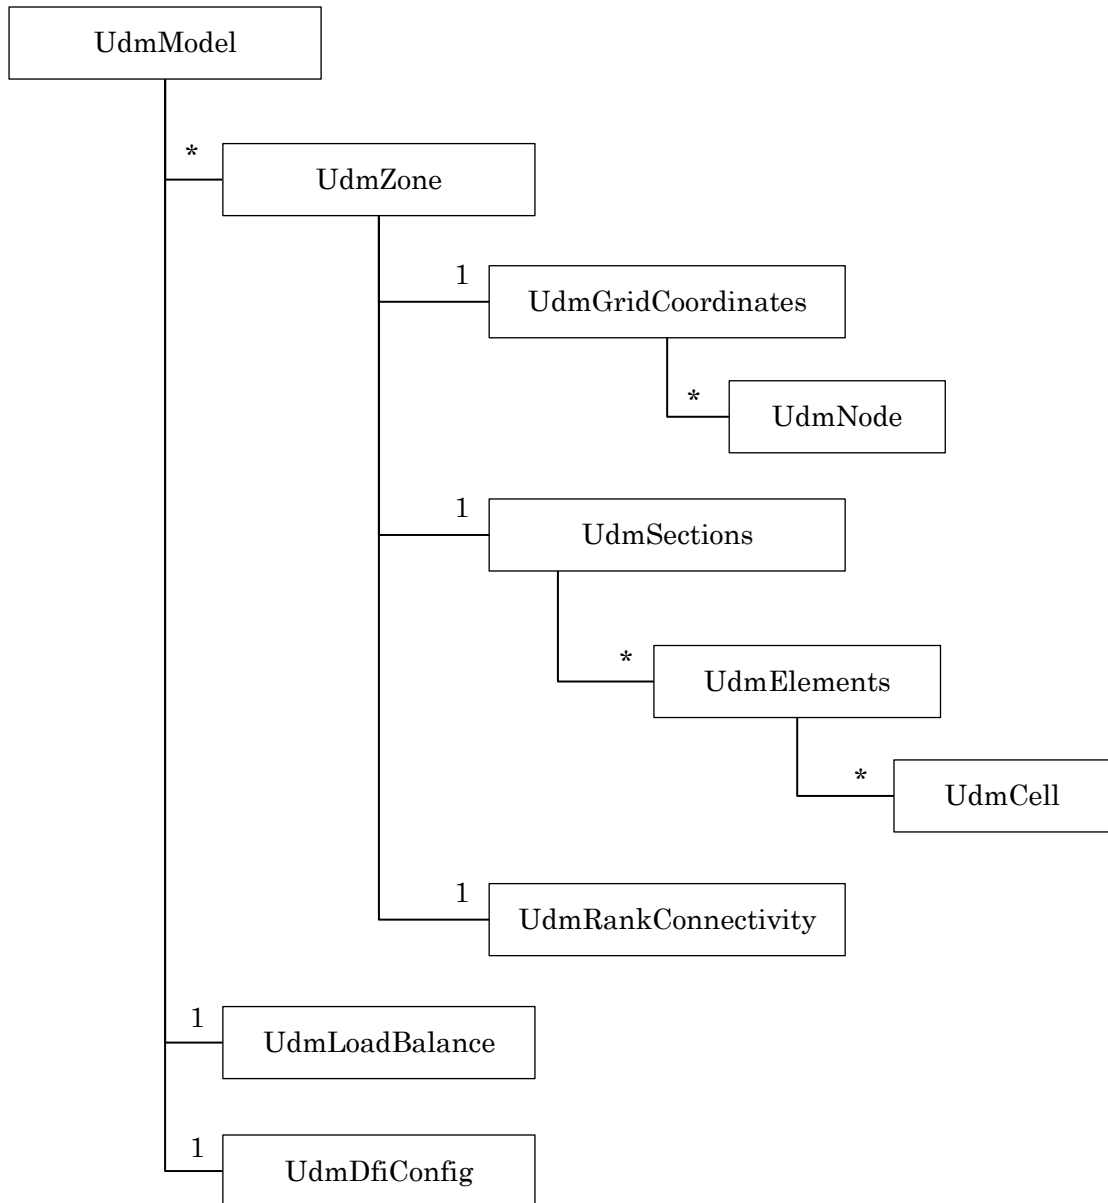 UdmModel
*
UdmZone
1
UdmGridCoordinates
*
UdmNode
1
UdmSections
*
UdmElements
*
UdmCell
1
UdmRankConnectivity
1
UdmLoadBalance
1
UdmDfiConfig